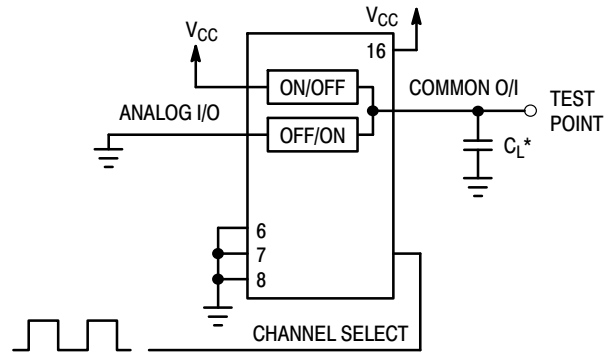 VCC
VCC
16
ON/OFF
COMMON O/I
TEST
POINT
ANALOG I/O
OFF/ON
CL*
6
7
8
CHANNEL SELECT